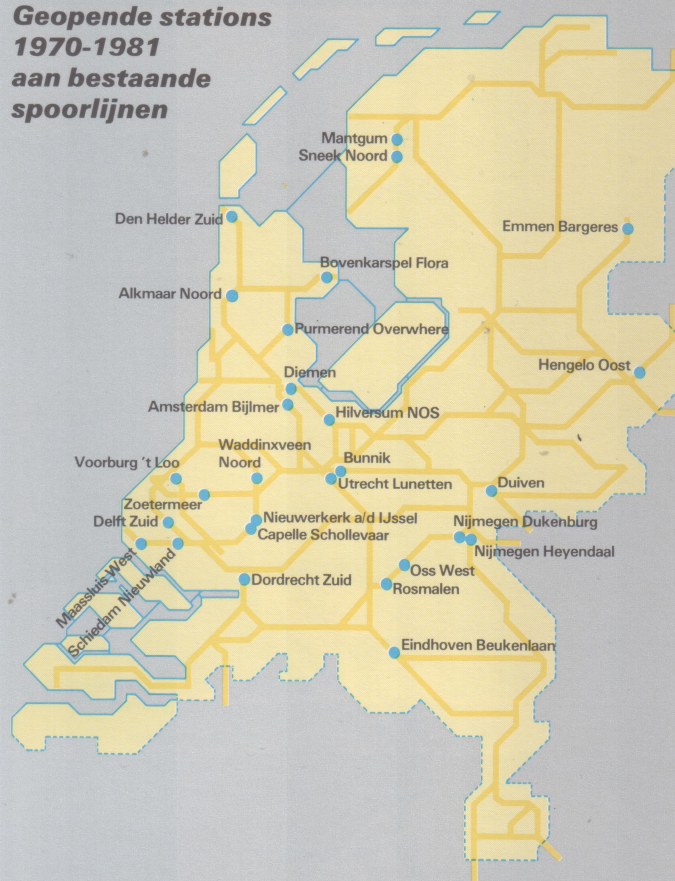 Geopende stations
1970-1981
aan bestaande
spoorlijnen
Mantgum
Sneek Noord
Den Helder Zuid
Emmen Bargeres
Bovenkarspel Flora
Alkmaar Noord
Purmerend Overwhere
Diemen
Hengelo Oost
Amsterdam Bijlmer
Hilversum NOS
Waddinxveen
Noord
Voorburg 't Loo
Bunnik
Utrecht Lunetten
Duiven
Zoetermeer
Delft Zuid
Nieuwerkerk a/d IJssel
Capelle Schollevaar
Nijmegen Dukenburg
Nijmegen Heyendaal
Maassluis West
Schiedam Nieuwland
Oss West
Dordrecht Zuid
Rosmalen
Eindhoven Beukenlaan